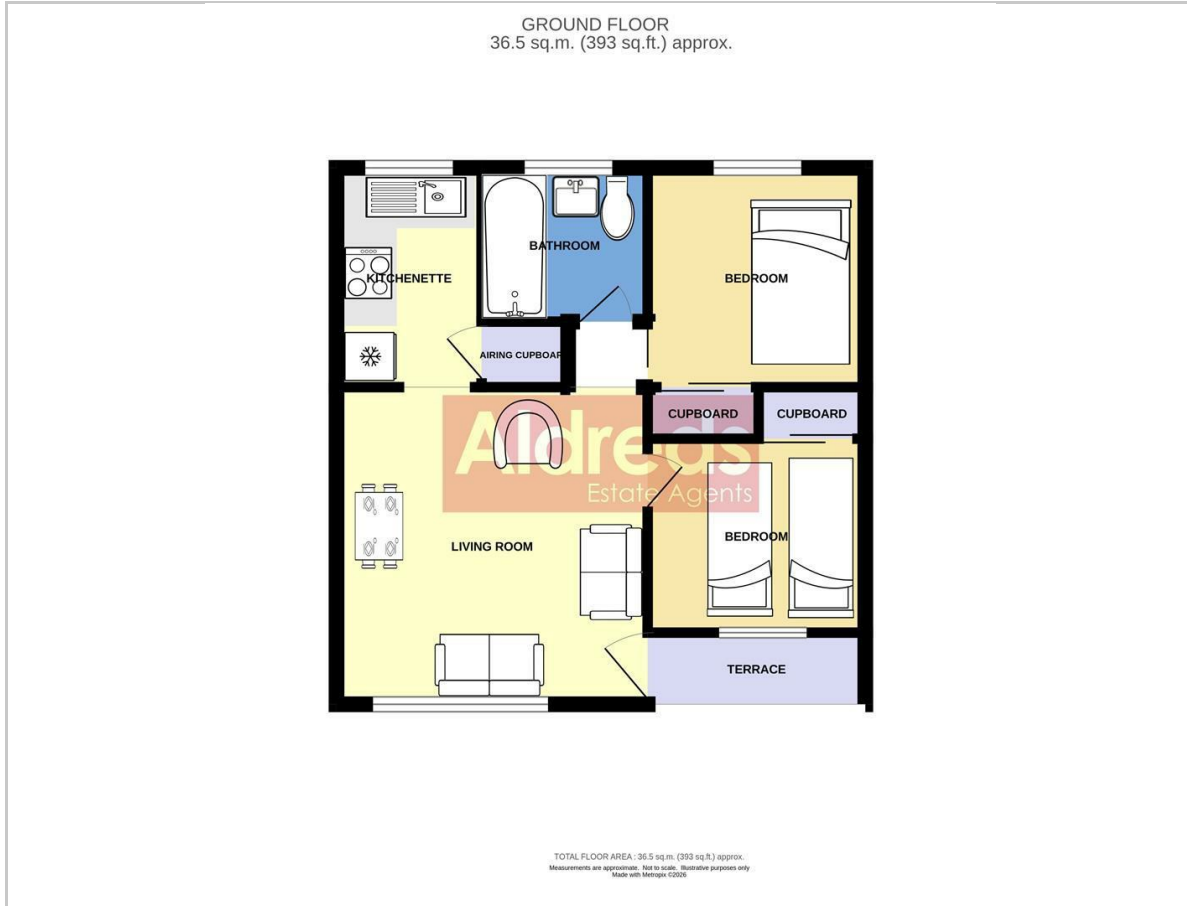 GROUND FLOOR
36.5 sq.m. (393 sq.ft.) approx.
BATHROOM
KITCHENETTE
BEDROOM
AIRING CUPBOAR
CUPBOARD
CUPBOARD
Aldreds
Estate Agents
LIVING ROOM
BEDROOM
TERRACE
TOTAL FLOOR AREA : 36.5 sq.m. (393 sq.ft.) approx.
Measurements are approximate. Not to scale. Illustrative purposes only
Made with Metropix ©2026